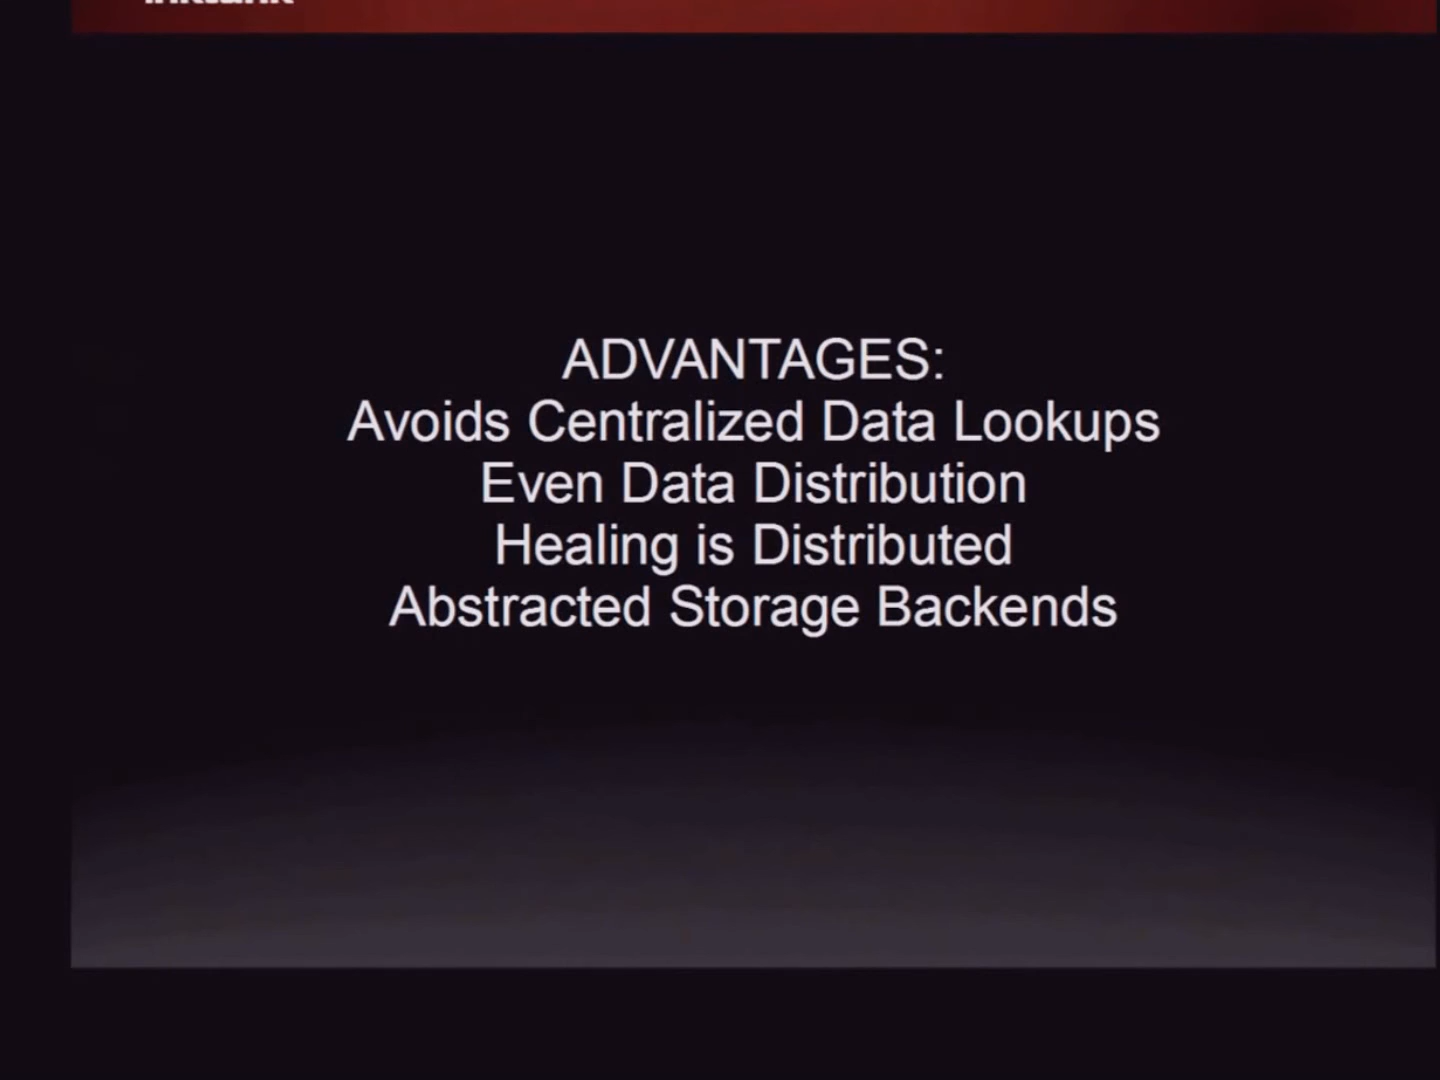 ADVANTAGES:
Avoids Centralized Data Lookups
Even Data Distribution
Healing is Distributed
Abstracted Storage Backends